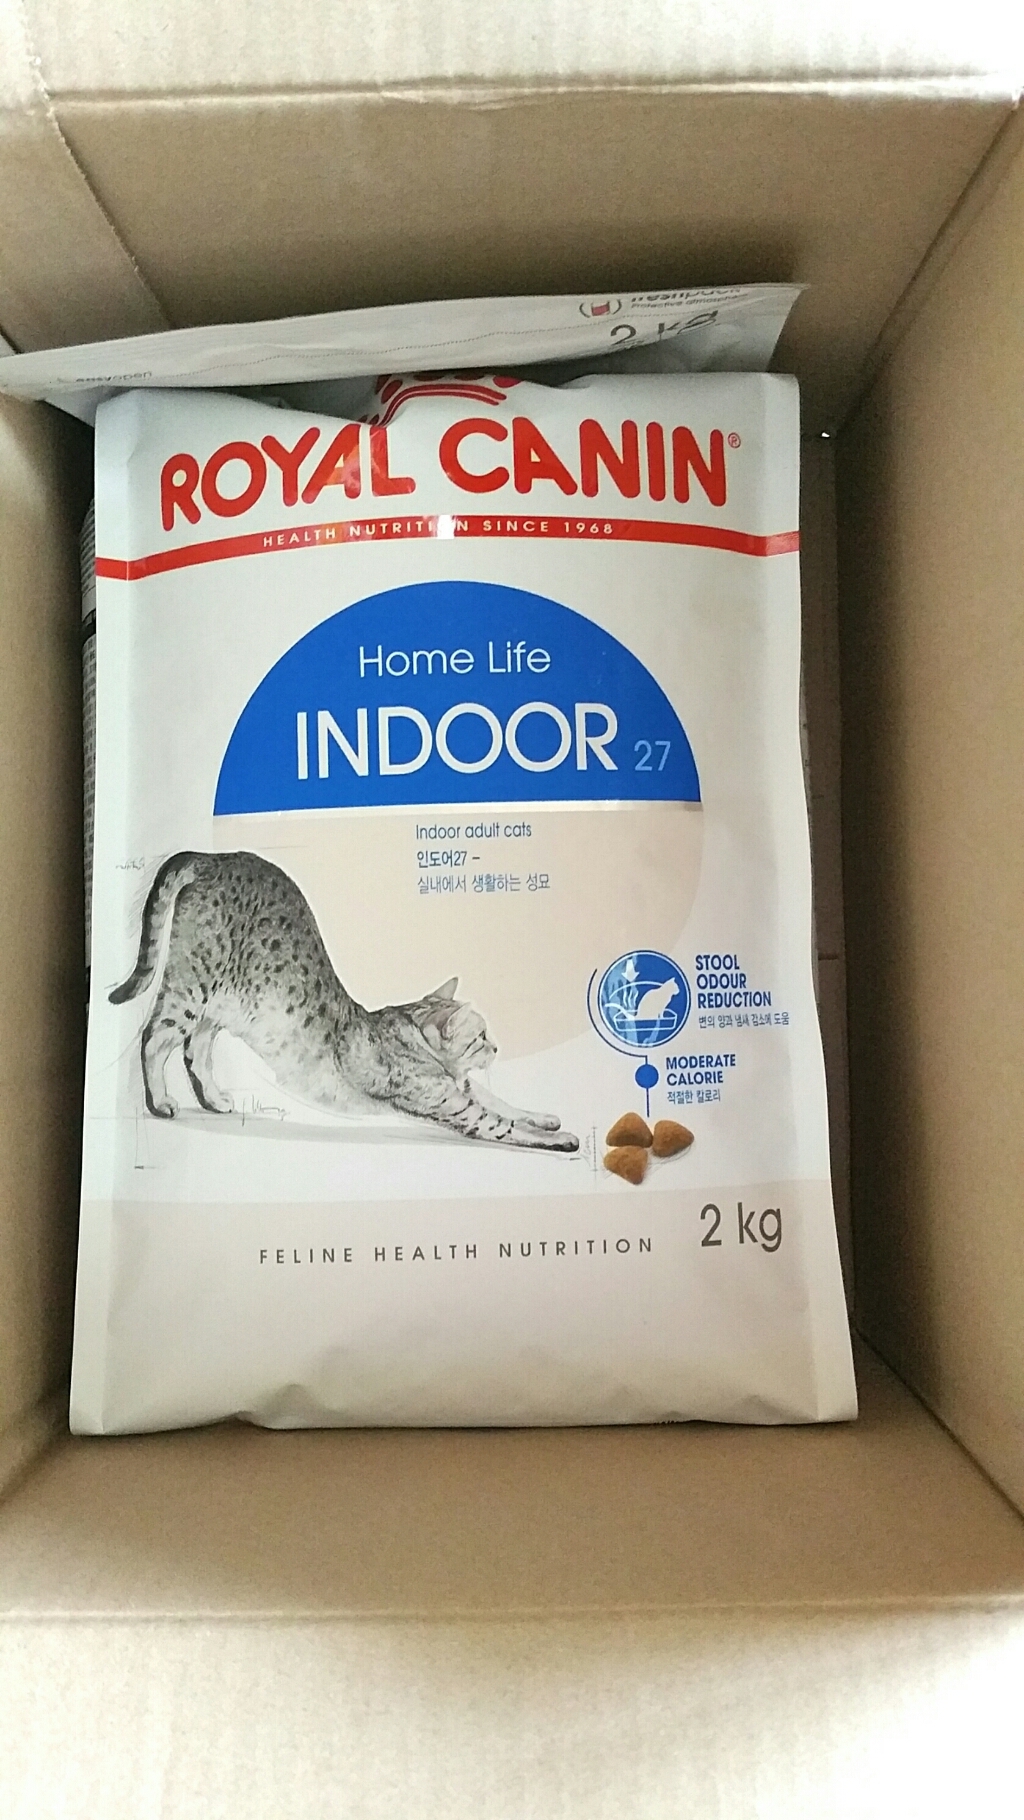 2 kg
ROYAL CANIN®
HEALTH NUTRITION SINCE 1968
Home Life
INDOOR 27
Indoor adult cats
인도어27 –
실내에서 생활하는 성묘
STOOL
ODOUR
REDUCTION
변의 양과 냄새 감소에 도움
MODERATE
CALORIE
적절한 칼로리
2 kg
FELINE HEALTH NUTRITION